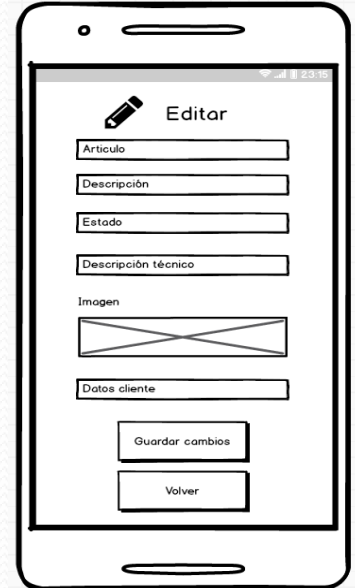 23:15
Editar
Articulo
Descripción
Estado
Descripción técnico
Imagen
Datos cliente
Guardar cambios
Volver